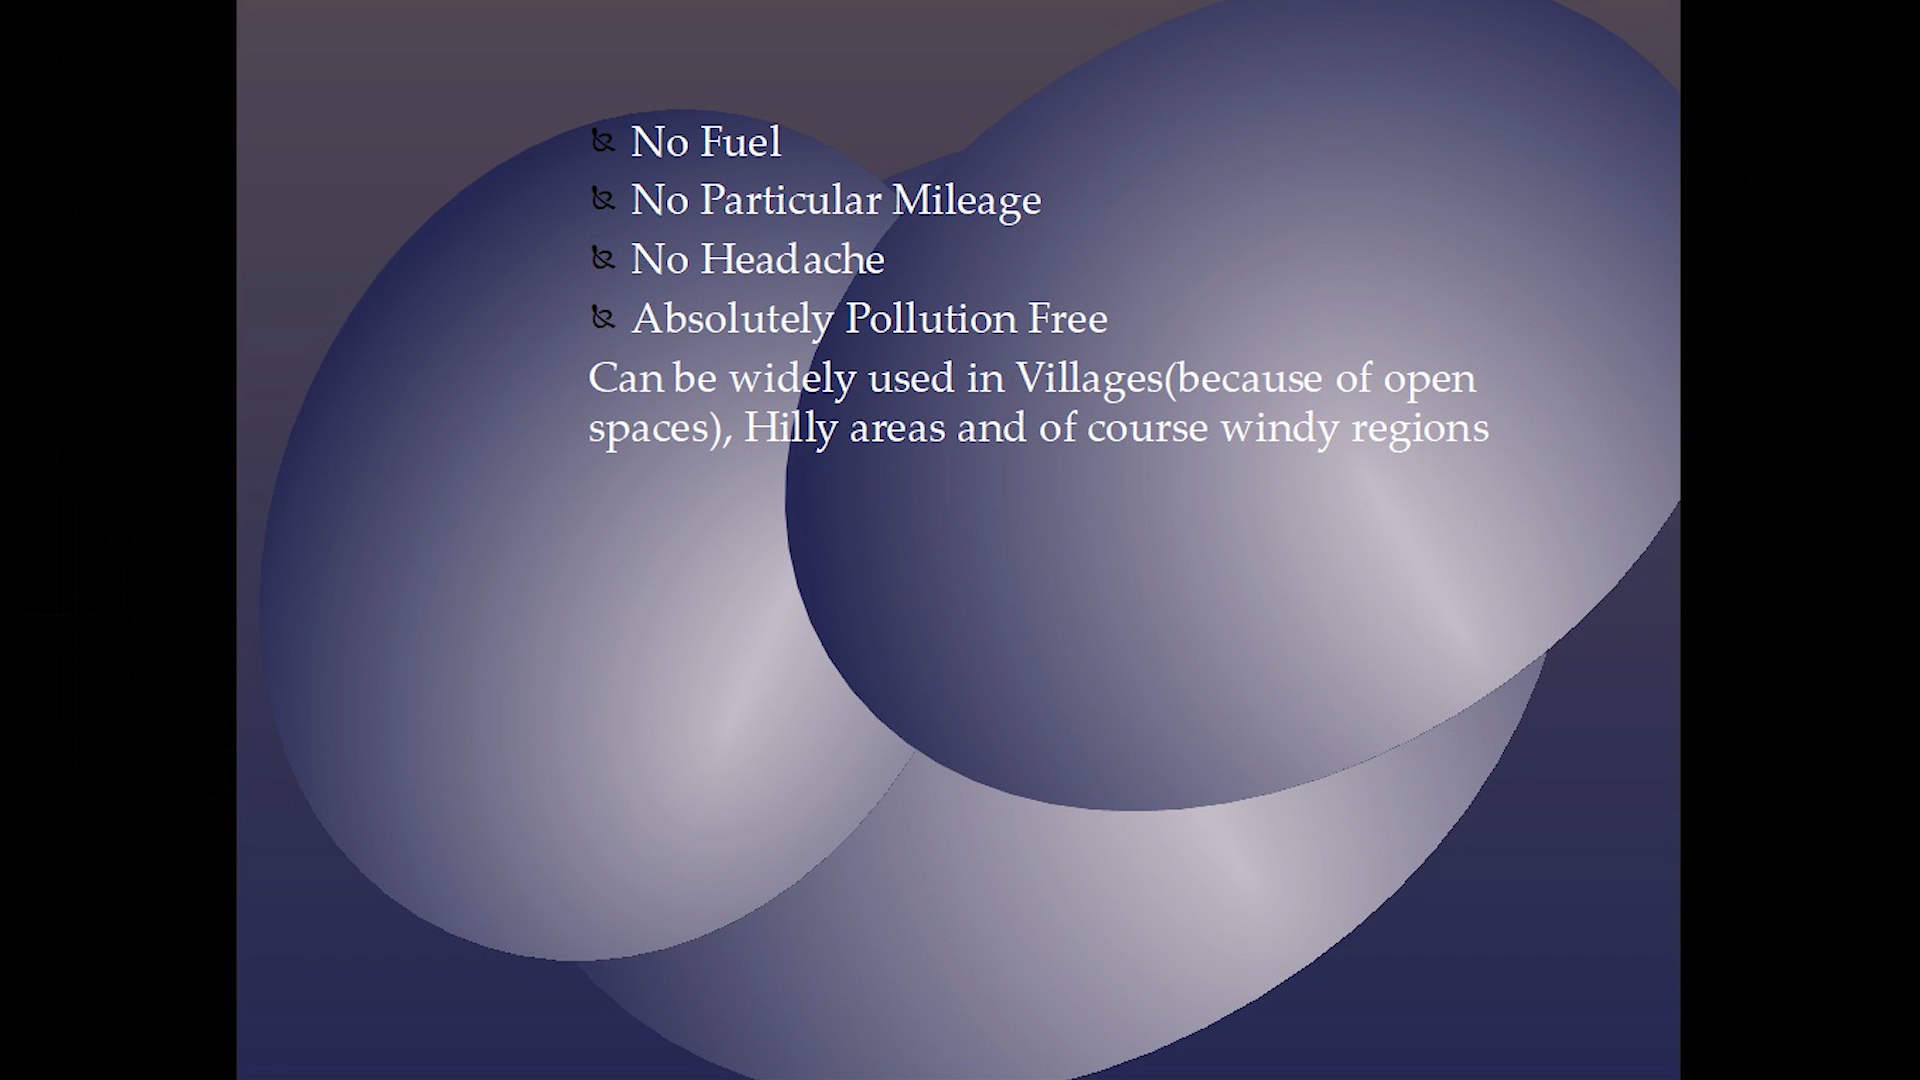 No Fuel
No Particular Mileage
No Headache
Absolutely Pollution Free
Can be widely used in Villages(because of open
spaces), Hilly areas and of course windy regions